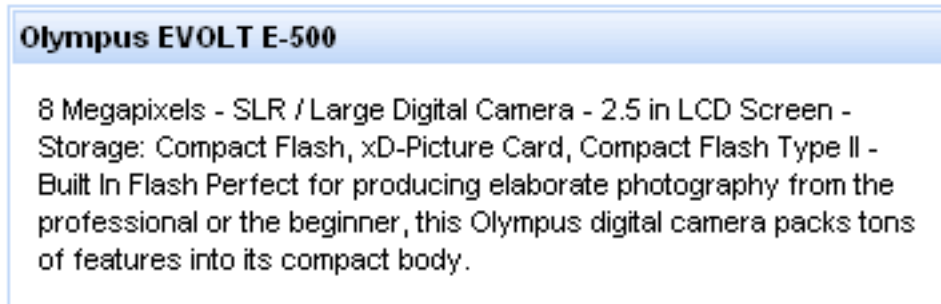 Olympus EVOLT E-500
8 Megapixels - SLR / Large Digital Camera - 2.5 in LCD Screen -
Storage: Compact Flash, xD-Picture Card, Compact Flash Type II -
Built In Flash Perfect for producing elaborate photography from the
professional or the beginner, this Olympus digital camera packs tons
of features into its compact body.